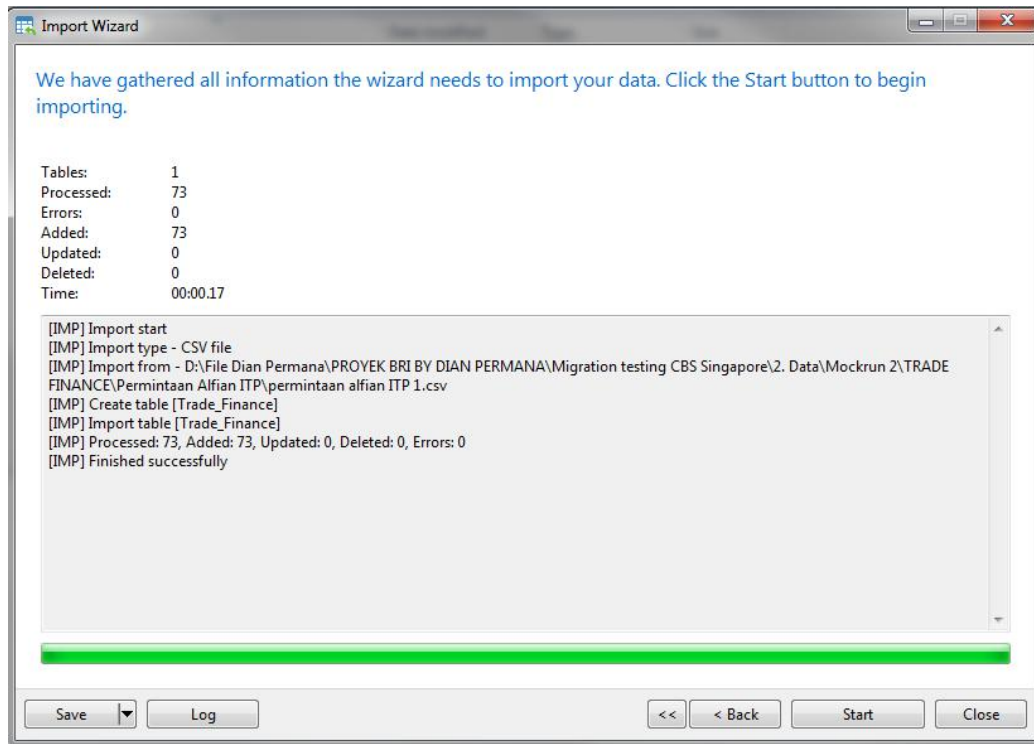 Import Wizard
We have gathered all information the wizard needs to import your data. Click the Start button to begin
importing.
Tables: 1
Processed: 73
Errors: 0
Added: 73
Updated: 0
Deleted: 0
Time: 00:00.17
[IMP] Import start
[IMP] Import type - CSV file
[IMP] Import from - D:\File Dian Permana\PROYEK BRI BY DIAN PERMANA\Migration testing CBS Singapore\2. Data\Mockrun 2\TRADE
FINANCE\Permintaan Alfian ITP\permintaan alfian ITP 1.csv
[IMP] Create table [Trade_Finance]
[IMP] Import table [Trade_Finance]
[IMP] Processed: 73, Added: 73, Updated: 0, Deleted: 0, Errors: 0
[IMP] Finished successfully
Save Log << < Back Start Close